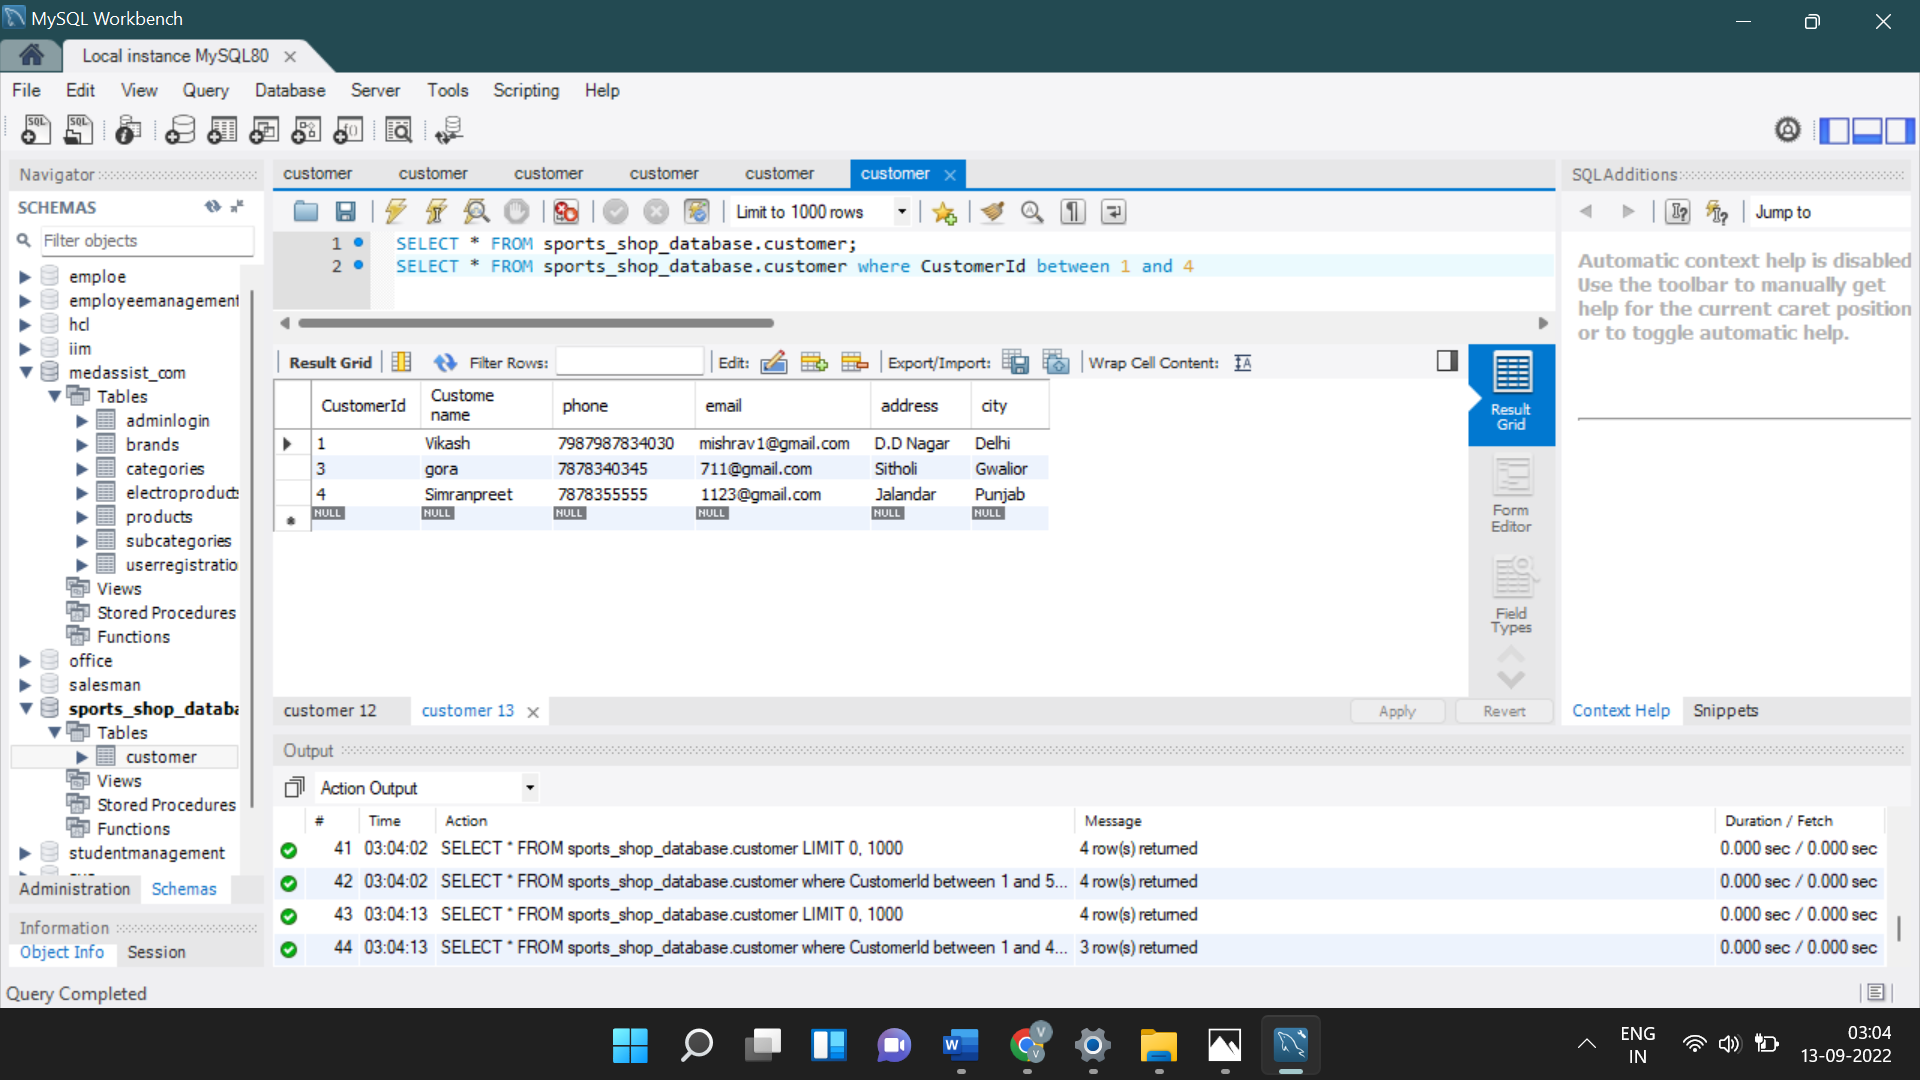 MySQL Workbench
Local instance MySQL80
File Edit View Query Database Server Tools Scripting Help
Navigator
SCHEMAS
Filter objects
emploe
employeemanagement
hcl
iim
medassist_com
Tables
adminlogin
brands
categories
electroproducts
products
subcategories
userregistratio
Views
Stored Procedures
Functions
office
salesman
sports_shop_databa
Tables
customer
Views
Stored Procedures
Functions
studentmanagement
Administration Schemas
Information
Object Info Session
Query Completed
customer customer customer customer customer customer
Limit to 1000 rows
1 SELECT * FROM sports_shop_database.customer;
2 SELECT * FROM sports_shop_database.customer where CustomerId between 1 and 4
Result Grid Filter Rows: Edit: Export/Import: Wrap Cell Content:
CustomerId Custome name phone email address city
1 Vikash 7987987834030 mishrav1@gmail.com D.D Nagar Delhi
3 gora 7878340345 711@gmail.com Sitholi Gwalior
4 Simranpreet 7878355555 1123@gmail.com Jalandar Punjab
NULL NULL NULL NULL NULL NULL
Result Grid
Form Editor
Field Types
customer 12 customer 13 Apply Revert
SQLAdditions
Jump to
Automatic context help is disabled
Use the toolbar to manually get
help for the current caret position
or to toggle automatic help.
Context Help Snippets
Output
Action Output
# Time Action Message Duration / Fetch
41 03:04:02 SELECT * FROM sports_shop_database.customer LIMIT 0, 1000 4 row(s) returned 0.000 sec / 0.000 sec
42 03:04:02 SELECT * FROM sports_shop_database.customer where CustomerId between 1 and 5... 4 row(s) returned 0.000 sec / 0.000 sec
43 03:04:13 SELECT * FROM sports_shop_database.customer LIMIT 0, 1000 4 row(s) returned 0.000 sec / 0.000 sec
44 03:04:13 SELECT * FROM sports_shop_database.customer where CustomerId between 1 and 4... 3 row(s) returned 0.000 sec / 0.000 sec
ENG
IN
03:04
13-09-2022